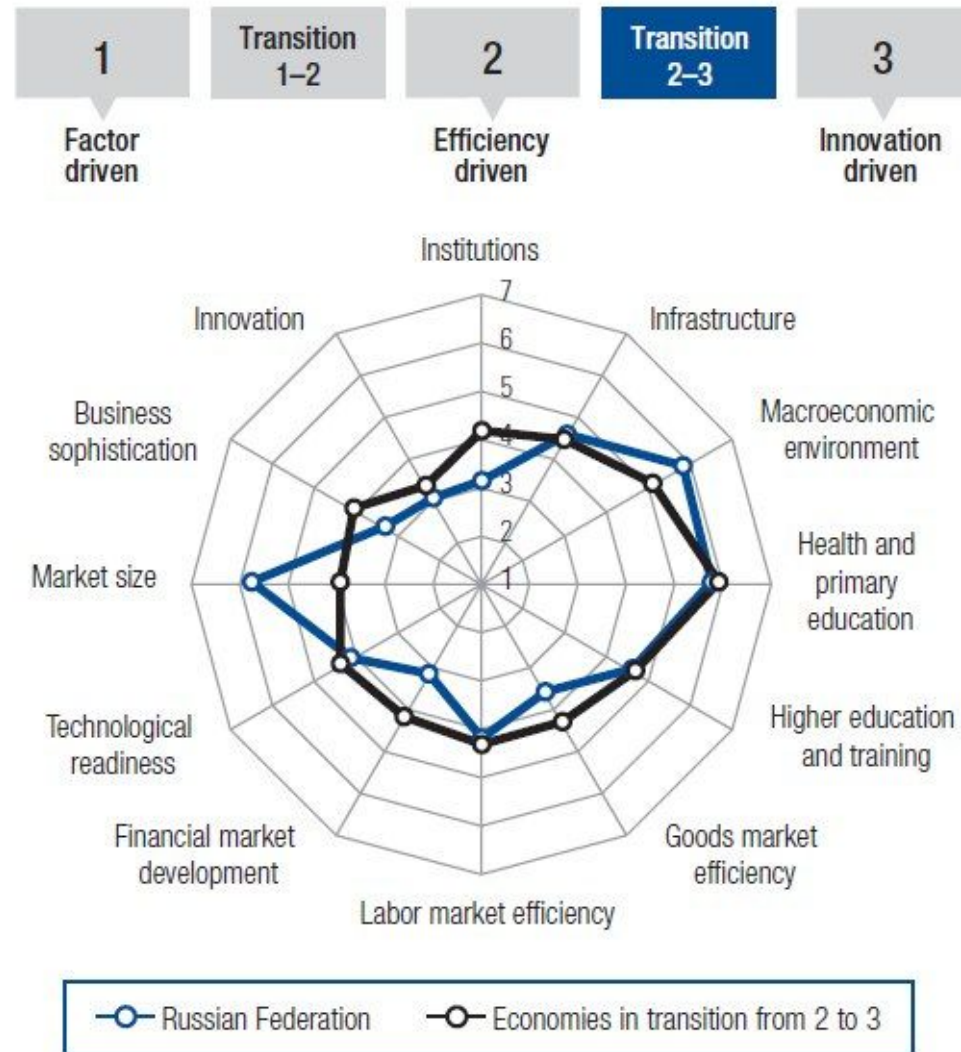 1
Transition
1–2
2
Transition
2–3
3
Factor
driven
Efficiency
driven
Innovation
driven
Institutions
Infrastructure
Macroeconomic
environment
Health and
primary
education
Higher education
and training
Goods market
efficiency
Labor market efficiency
Financial market
development
Technological
readiness
Market size
Business
sophistication
Innovation
7
6
5
4
3
2
1
Russian Federation
Economies in transition from 2 to 3